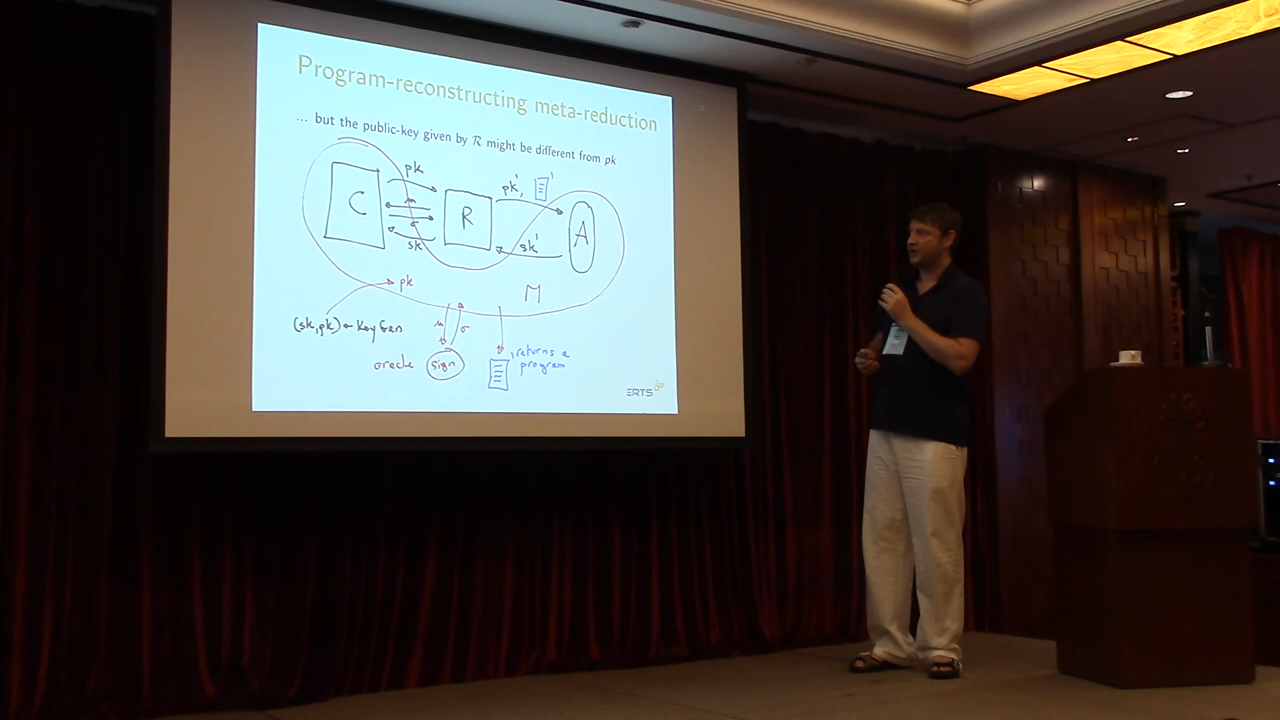 Program-reconstructing meta-reduction
... but the public-key given by R might be different from pk
pk
pk',
C
m
R
A
σ
sk
sk'
pk
M
(sk,pk) ← KeyGen
m
σ
oracle
sign
returns a
program
ERTS